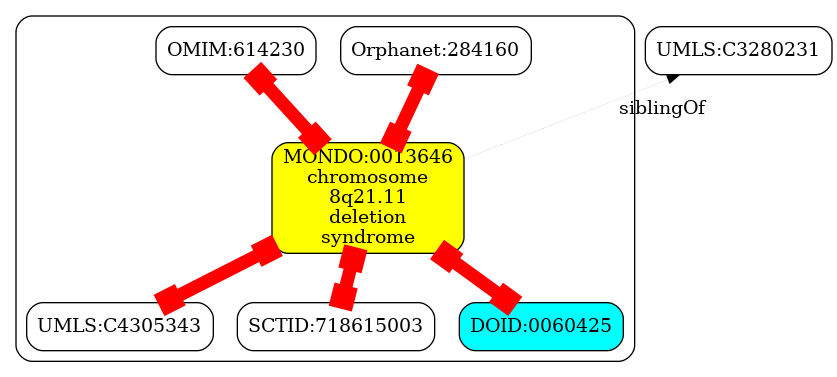 OMIM:614230
Orphanet:284160
UMLS:C3280231
siblingOf
MONDO:0013646
chromosome
8q21.11
deletion
syndrome
UMLS:C4305343
SCTID:718615003
DOID:0060425